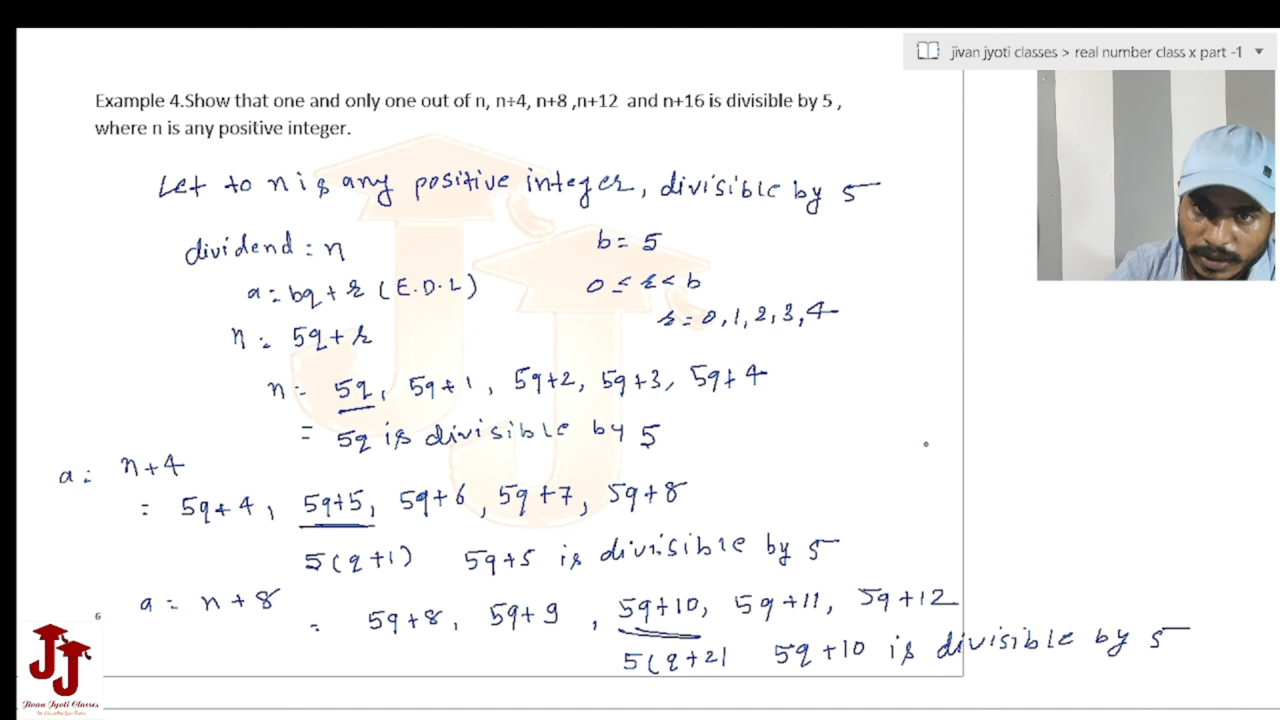 jivan jyoti classes > real number class x part -1
Example 4.Show that one and only one out of n, n+4, n+8 ,n+12 and n+16 is divisible by 5 ,
where n is any positive integer.
Let to n is any positive integer, divisible by 5
dividend = n
b = 5
a = bq + r (E.D.L)
0 ≤ r < b
r = 0, 1, 2, 3, 4
n = 5q + r
n = 5q, 5q+1, 5q+2, 5q+3, 5q+4
= 5q is divisible by 5
a = n+4
= 5q+4, 5q+5, 5q+6, 5q+7, 5q+8
5(q+1) 5q+5 is divisible by 5
a = n+8
= 5q+8, 5q+9, 5q+10, 5q+11, 5q+12
5(q+2) 5q+10 is divisible by 5
6
JJ
Jivan Jyoti Classes